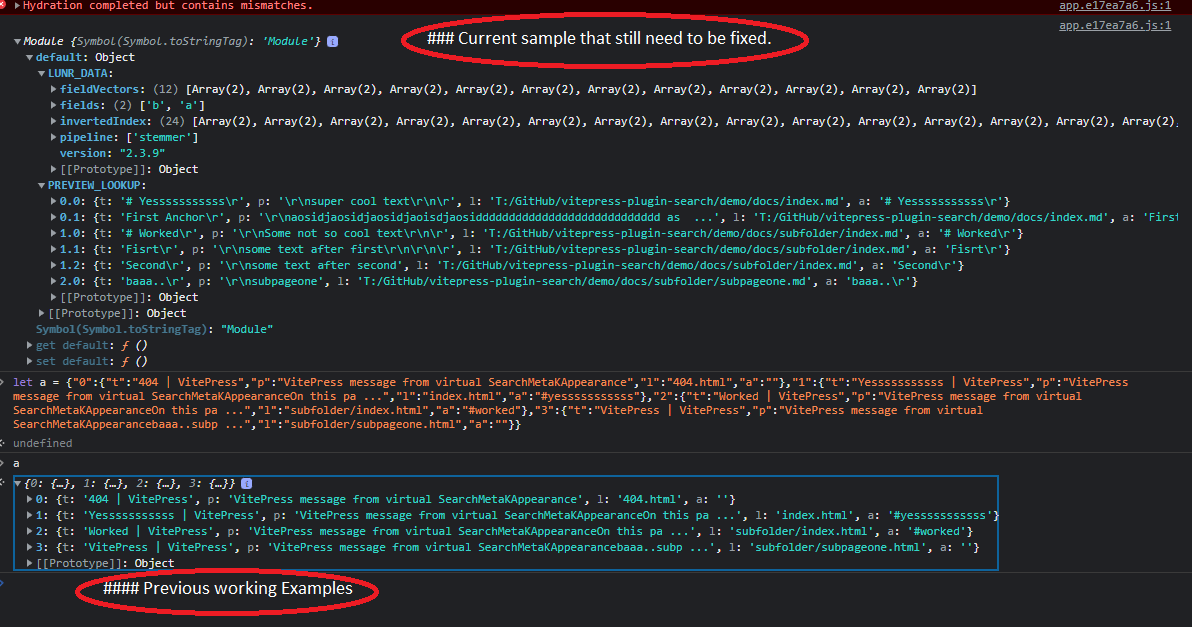 Hydration completed but contains mismatches. app.e17ea7a6.js:1
app.e17ea7a6.js:1
Module {Symbol(Symbol.toStringTag): 'Module'} i
### Current sample that still need to be fixed.
default: Object
LUNR_DATA:
fieldVectors: (12) [Array(2), Array(2), Array(2), Array(2), Array(2), Array(2), Array(2), Array(2), Array(2), Array(2), Array(2), Array(2)]
fields: (2) ['b', 'a']
invertedIndex: (24) [Array(2), Array(2), Array(2), Array(2), Array(2), Array(2), Array(2), Array(2), Array(2), Array(2), Array(2), Array(2), Array(2), Array(2), Array(2),
pipeline: ['stemmer']
version: "2.3.9"
[[Prototype]]: Object
PREVIEW_LOOKUP:
0.0: {t: '# Yessssssssssss\r', p: '\r\nsuper cool text\r\n\r', l: 'T:/GitHub/vitepress-plugin-search/demo/docs/index.md', a: '# Yessssssssssss\r'}
0.1: {t: 'First Anchor\r', p: '\r\naosidjaosidjaosidjaoisdjaosidddddddddddddddddddddddddddd as  ...', l: 'T:/GitHub/vitepress-plugin-search/demo/docs/index.md', a: 'First
1.0: {t: '# Worked\r', p: '\r\nSome not so cool text\r\n\r', l: 'T:/GitHub/vitepress-plugin-search/demo/docs/subfolder/index.md', a: '# Worked\r'}
1.1: {t: 'Fisrt\r', p: '\r\nsome text after first\r\n\r\n\r', l: 'T:/GitHub/vitepress-plugin-search/demo/docs/subfolder/index.md', a: 'Fisrt\r'}
1.2: {t: 'Second\r', p: '\r\nsome text after second', l: 'T:/GitHub/vitepress-plugin-search/demo/docs/subfolder/index.md', a: 'Second\r'}
2.0: {t: 'baaa..\r', p: '\r\nsubpageone', l: 'T:/GitHub/vitepress-plugin-search/demo/docs/subfolder/subpageone.md', a: 'baaa..\r'}
[[Prototype]]: Object
[[Prototype]]: Object
Symbol(Symbol.toStringTag): "Module"
get default: ƒ ()
set default: ƒ ()
let a = {"0":{"t":"404 | VitePress","p":"VitePress message from virtual SearchMetaKAppearance","l":"404.html","a":""},"1":{"t":"Yessssssssssss | VitePress","p":"VitePress
message from virtual SearchMetaKAppearanceOn this pa ...","l":"index.html","a":"#yessssssssssss"},"2":{"t":"Worked | VitePress","p":"VitePress message from virtual
SearchMetaKAppearanceOn this pa ...","l":"subfolder/index.html","a":"#worked"},"3":{"t":"VitePress | VitePress","p":"VitePress message from virtual
SearchMetaKAppearancebaaa..subp ...","l":"subfolder/subpageone.html","a":""}}
undefined
a
{0: {…}, 1: {…}, 2: {…}, 3: {…}} i
0: {t: '404 | VitePress', p: 'VitePress message from virtual SearchMetaKAppearance', l: '404.html', a: ''}
1: {t: 'Yessssssssssss | VitePress', p: 'VitePress message from virtual SearchMetaKAppearanceOn this pa ...', l: 'index.html', a: '#yessssssssssss'}
2: {t: 'Worked | VitePress', p: 'VitePress message from virtual SearchMetaKAppearanceOn this pa ...', l: 'subfolder/index.html', a: '#worked'}
3: {t: 'VitePress | VitePress', p: 'VitePress message from virtual SearchMetaKAppearancebaaa..subp ...', l: 'subfolder/subpageone.html', a: ''}
[[Prototype]]: Object
#### Previous working Examples